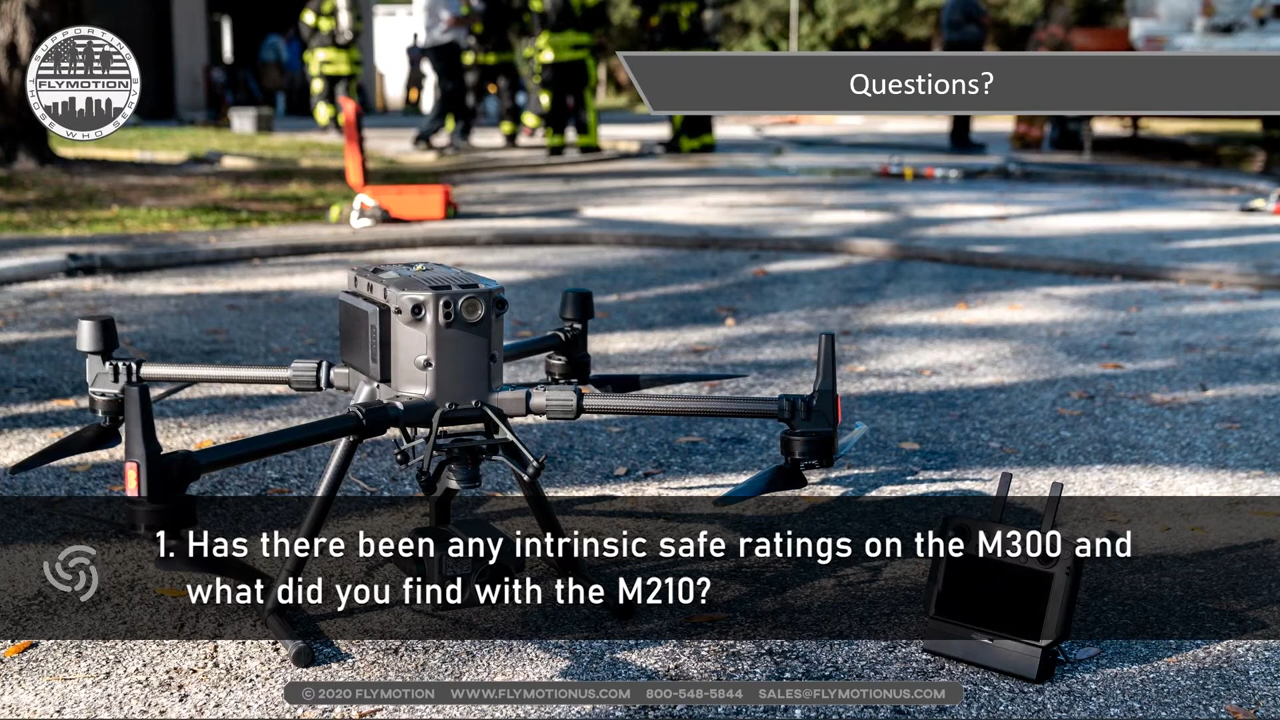 SUPPORTING
FLYMOTION
THOSE WHO SERVE
Questions?
1. Has there been any intrinsic safe ratings on the M300 and
what did you find with the M210?
© 2020 FLYMOTION WWW.FLYMOTIONUS.COM 800-548-5844 SALES@FLYMOTIONUS.COM